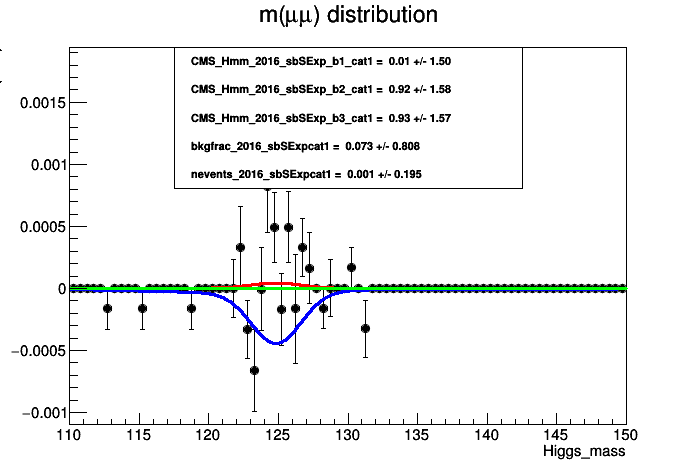 m(μμ) distribution
CMS_Hmm_2016_sbSExp_b1_cat1 = 0.01 +/- 1.50
CMS_Hmm_2016_sbSExp_b2_cat1 = 0.92 +/- 1.58
CMS_Hmm_2016_sbSExp_b3_cat1 = 0.93 +/- 1.57
bkgfrac_2016_sbSExpcat1 = 0.073 +/- 0.808
nevents_2016_sbSExpcat1 = 0.001 +/- 0.195
0.0015
0.001
0.0005
0
−0.0005
−0.001
110 115 120 125 130 135 140 145 150
Higgs_mass